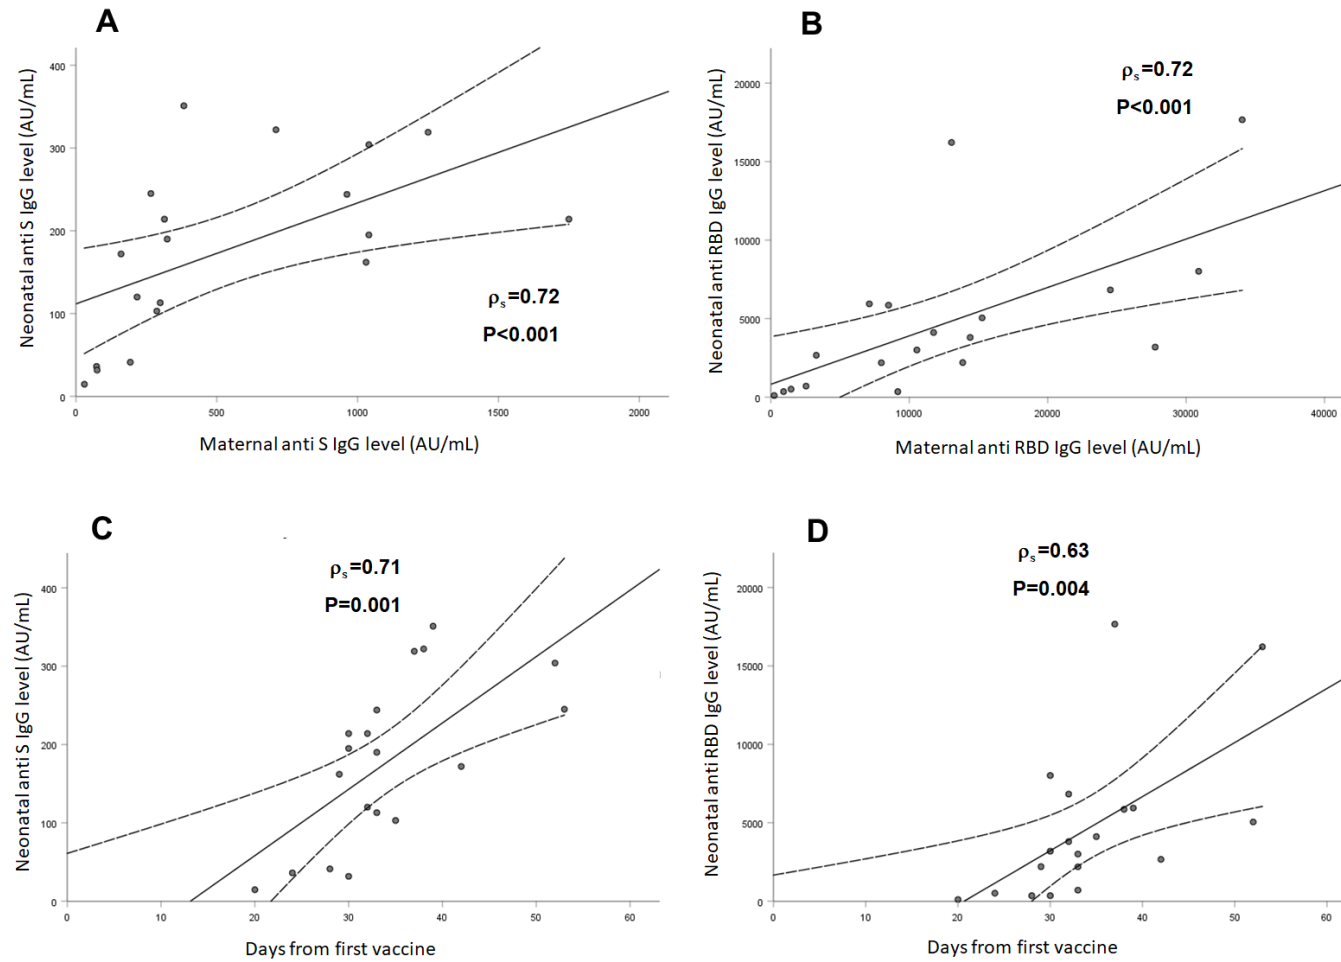 A
Neonatal anti S IgG level (AU/mL)
400
300
200
100
0
ρs=0.72
P<0.001
0 500 1000 1500 2000
Maternal anti S IgG level (AU/mL)
B
Neonatal anti RBD IgG level (AU/mL)
20000
15000
10000
5000
0
ρs=0.72
P<0.001
0 10000 20000 30000 40000
Maternal anti RBD IgG level (AU/mL)
C
Neonatal anti S IgG level (AU/mL)
400
300
200
100
0
ρs=0.71
P=0.001
0 10 20 30 40 50 60
Days from first vaccine
D
Neonatal anti RBD IgG level (AU/mL)
20000
15000
10000
5000
0
ρs=0.63
P=0.004
0 10 20 30 40 50 60
Days from first vaccine